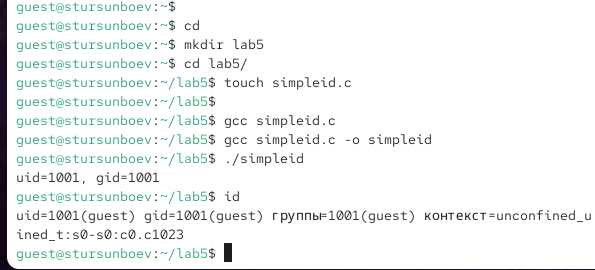 guest@stursunboev:~$
guest@stursunboev:~$ cd
guest@stursunboev:~$ mkdir lab5
guest@stursunboev:~$ cd lab5/
guest@stursunboev:~/lab5$ touch simpleid.c
guest@stursunboev:~/lab5$
guest@stursunboev:~/lab5$ gcc simpleid.c
guest@stursunboev:~/lab5$ gcc simpleid.c -o simpleid
guest@stursunboev:~/lab5$ ./simpleid
uid=1001, gid=1001
guest@stursunboev:~/lab5$ id
uid=1001(guest) gid=1001(guest) группы=1001(guest) контекст=unconfined_u
ined_t:s0-s0:c0.c1023
guest@stursunboev:~/lab5$